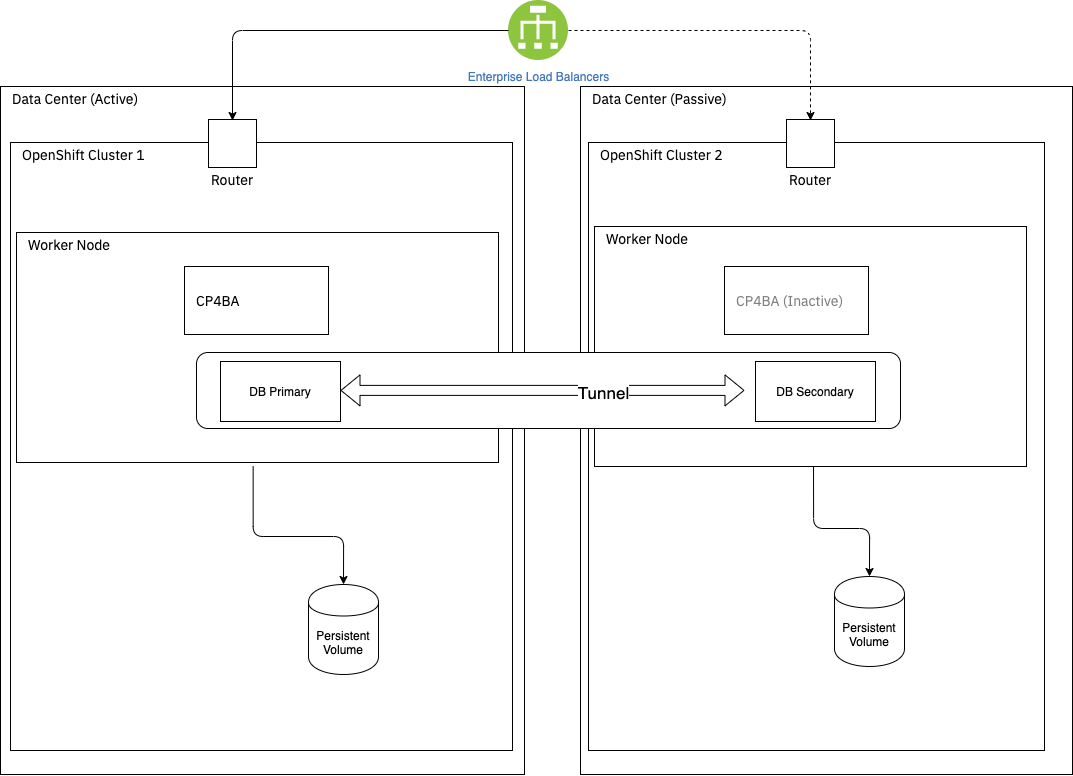 Enterprise Load Balancers
Data Center (Active)
OpenShift Cluster 1
Router
Worker Node
CP4BA
DB Primary
Tunnel
Persistent
Volume
Data Center (Passive)
OpenShift Cluster 2
Router
Worker Node
CP4BA (Inactive)
DB Secondary
Persistent
Volume